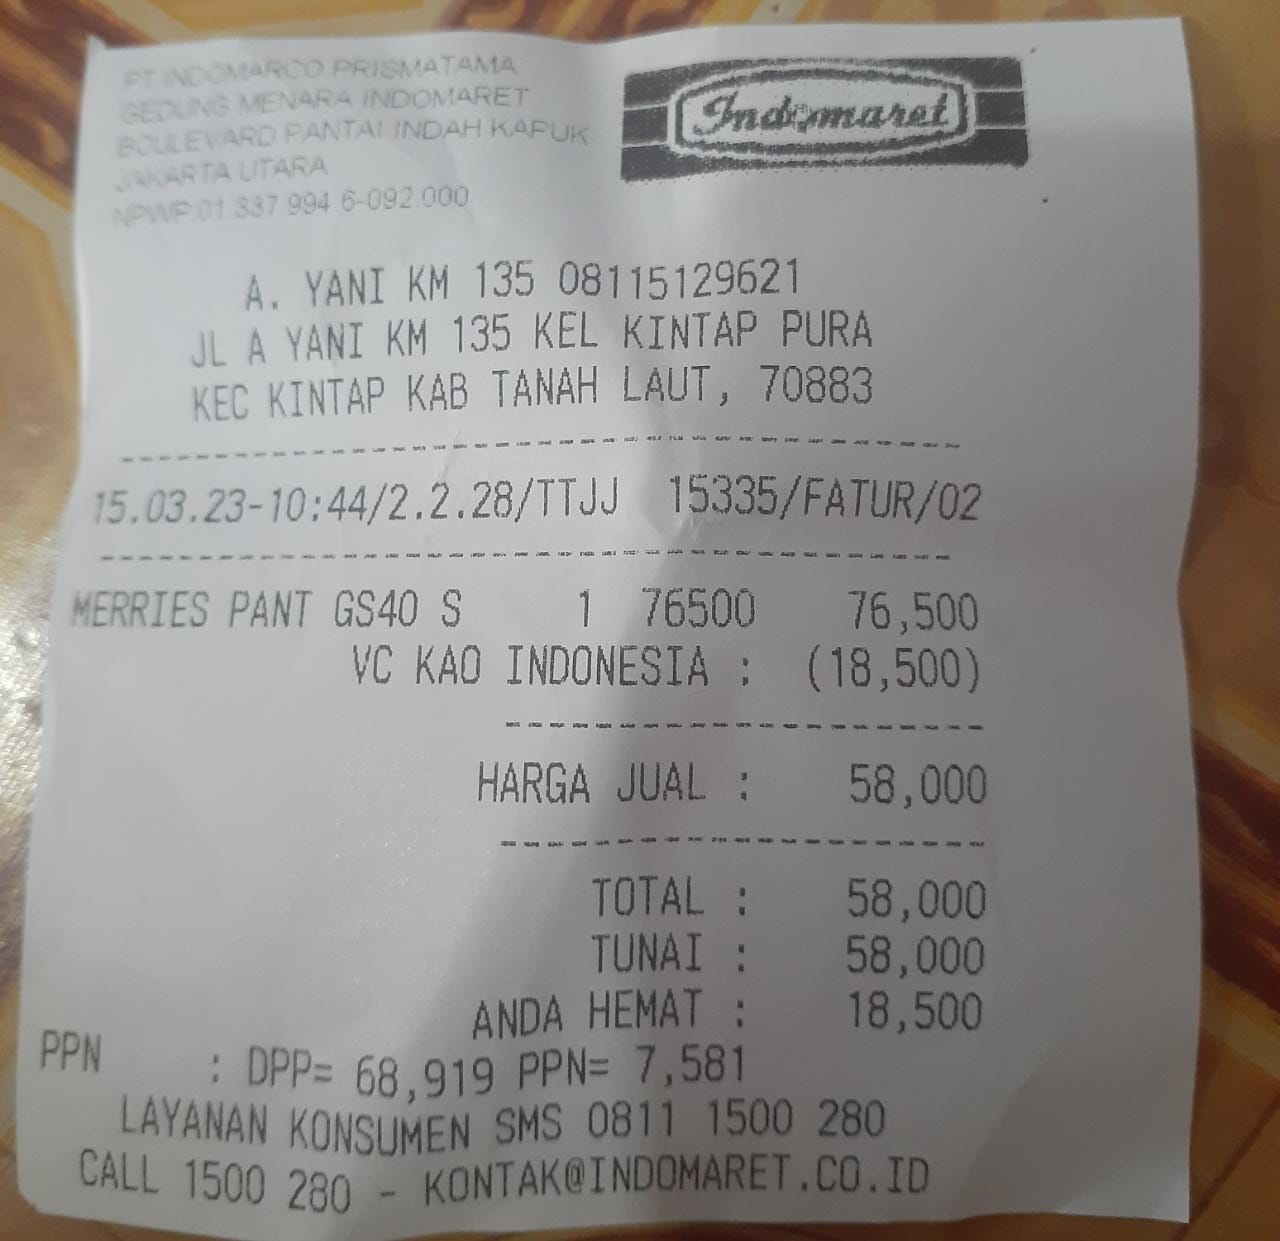 PT INDOMARCO PRISMATAMA
GEDUNG MENARA INDOMARET
BOULEVARD PANTAI INDAH KAPUK
JAKARTA UTARA
NPWP 01.337.994.6-092.000
Indomaret
A. YANI KM 135 08115129621
JL A YANI KM 135 KEL KINTAP PURA
KEC KINTAP KAB TANAH LAUT, 70883
15.03.23-10:44/2.2.28/TTJJ 15335/FATUR/02
MERRIES PANT GS40 S 1 76500 76,500
VC KAO INDONESIA : (18,500)
HARGA JUAL : 58,000
TOTAL : 58,000
TUNAI : 58,000
ANDA HEMAT : 18,500
PPN : DPP= 68,919 PPN= 7,581
LAYANAN KONSUMEN SMS 0811 1500 280
CALL 1500 280 - KONTAK@INDOMARET.CO.ID